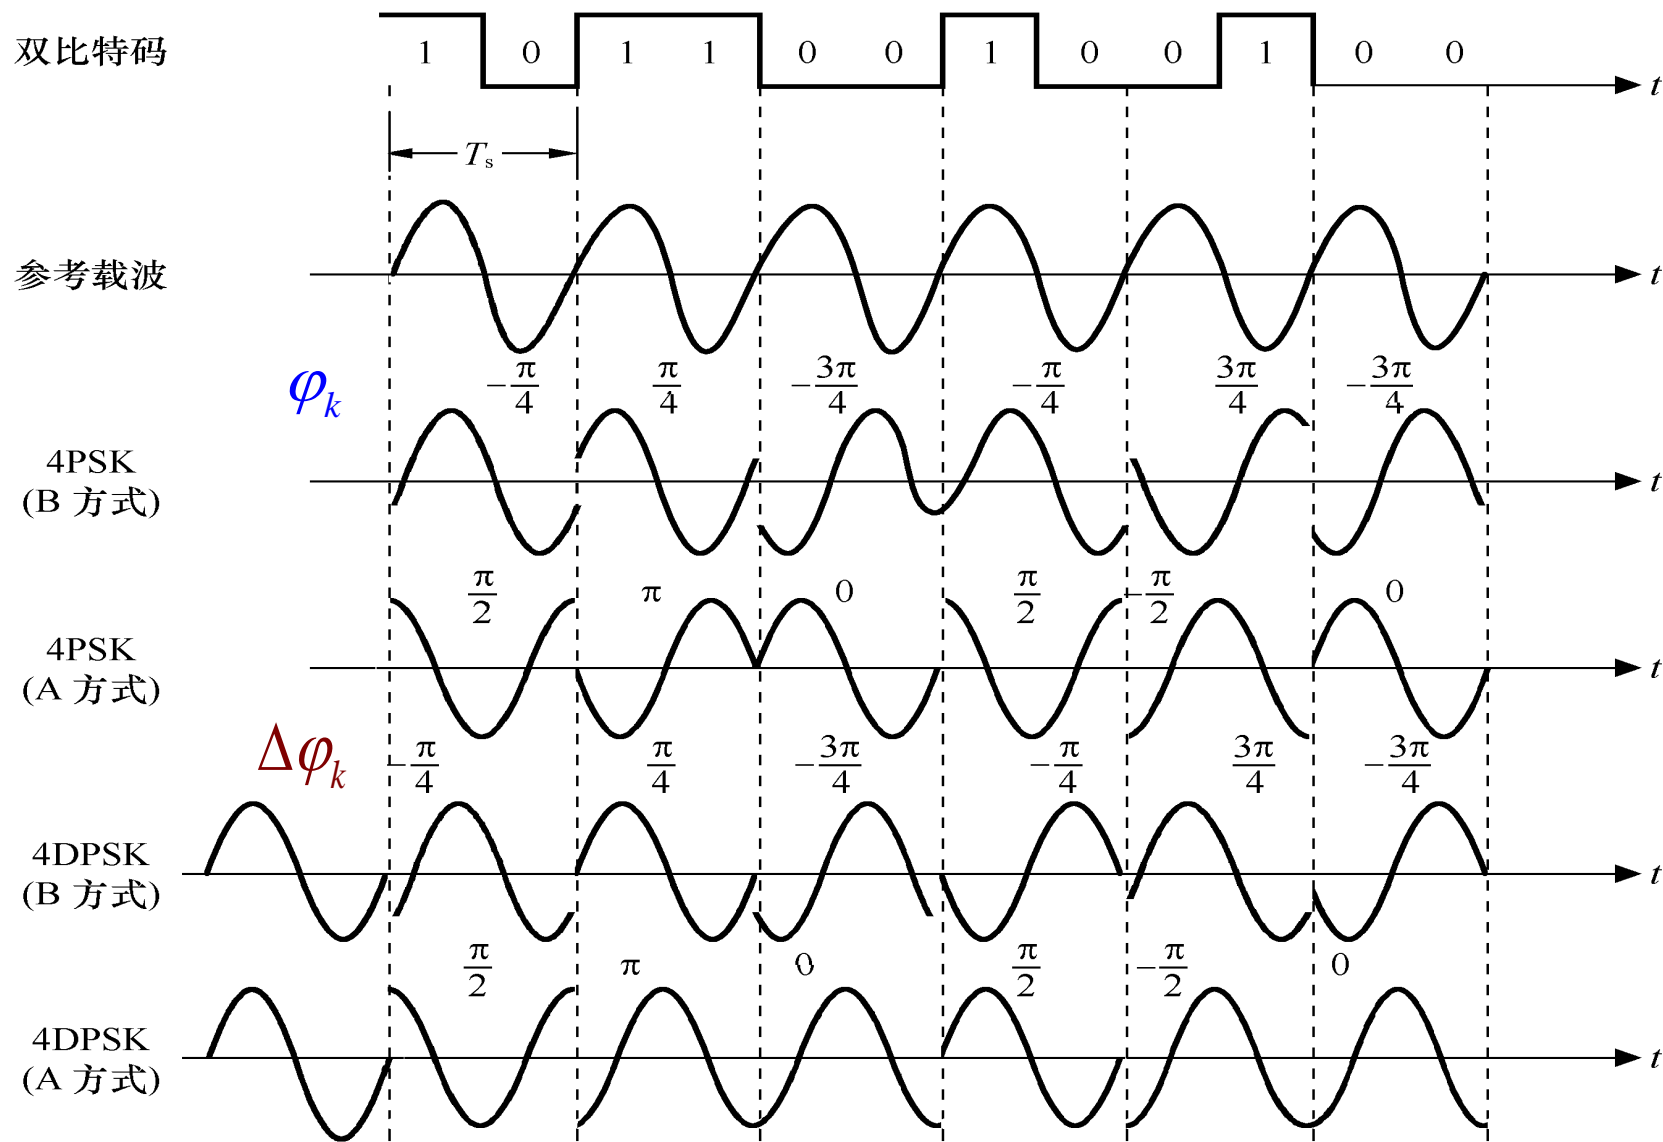 双比特码 1 0 1 1 0 0 1 0 0 1 0 0 t
Ts
参考载波 t
φk -π/4 π/4 -3π/4 -π/4 3π/4 -3π/4
4PSK
(B 方式) t
π/2 π 0 π/2 -π/2 0
4PSK
(A 方式) t
Δφk -π/4 π/4 -3π/4 -π/4 3π/4 -3π/4
4DPSK
(B 方式) t
π/2 π 0 π/2 -π/2 0
4DPSK
(A 方式) t